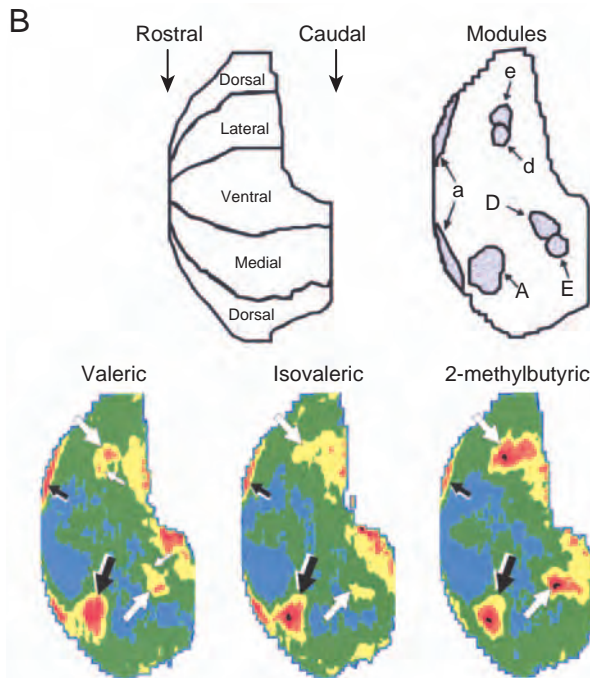 B
Rostral Caudal Modules
Dorsal
Lateral
Ventral
Medial
Dorsal
e
d
a
D
A
E
Valeric Isovaleric 2-methylbutyric